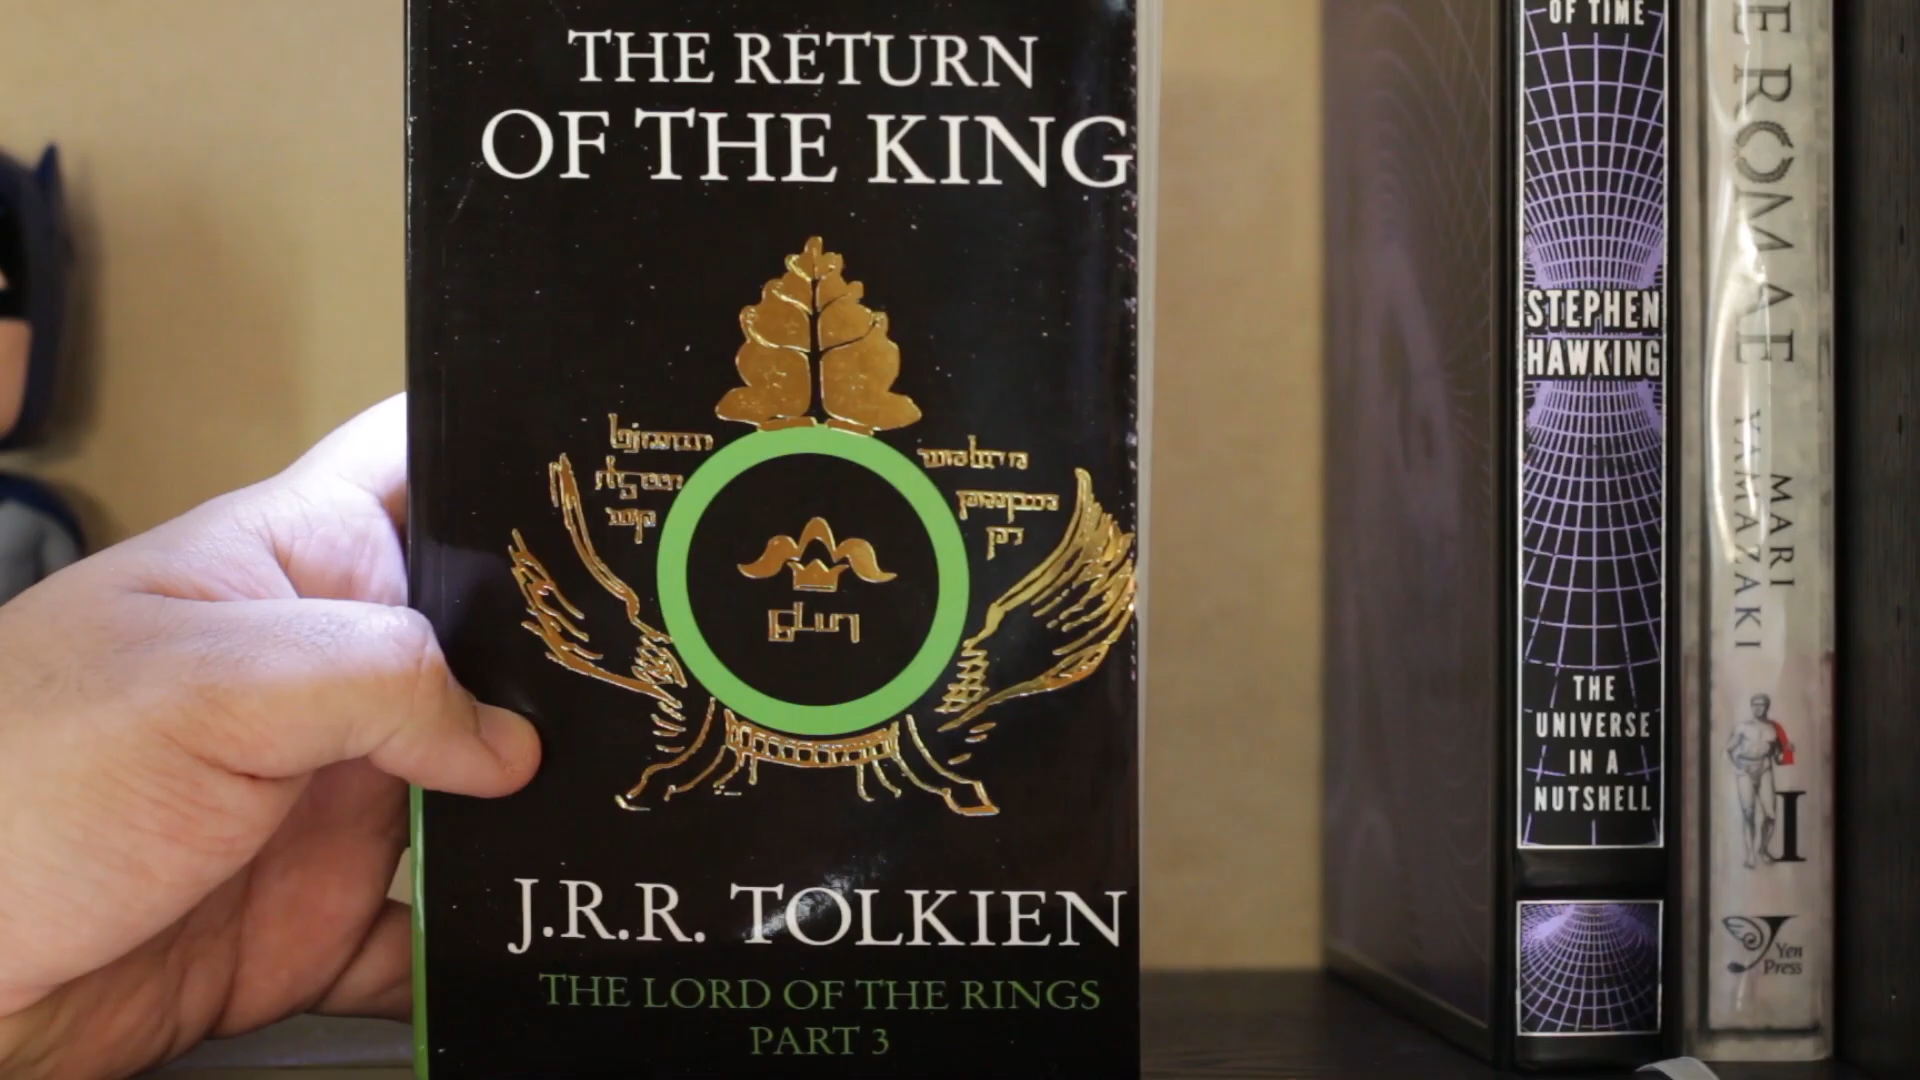 THE RETURN
OF THE KING
J.R.R. TOLKIEN
THE LORD OF THE RINGS
PART 3
OF TIME
STEPHEN
HAWKING
THE
UNIVERSE
IN A
NUTSHELL
E ROMAE
MARI
YAMAZAKI
I
Yen
Press